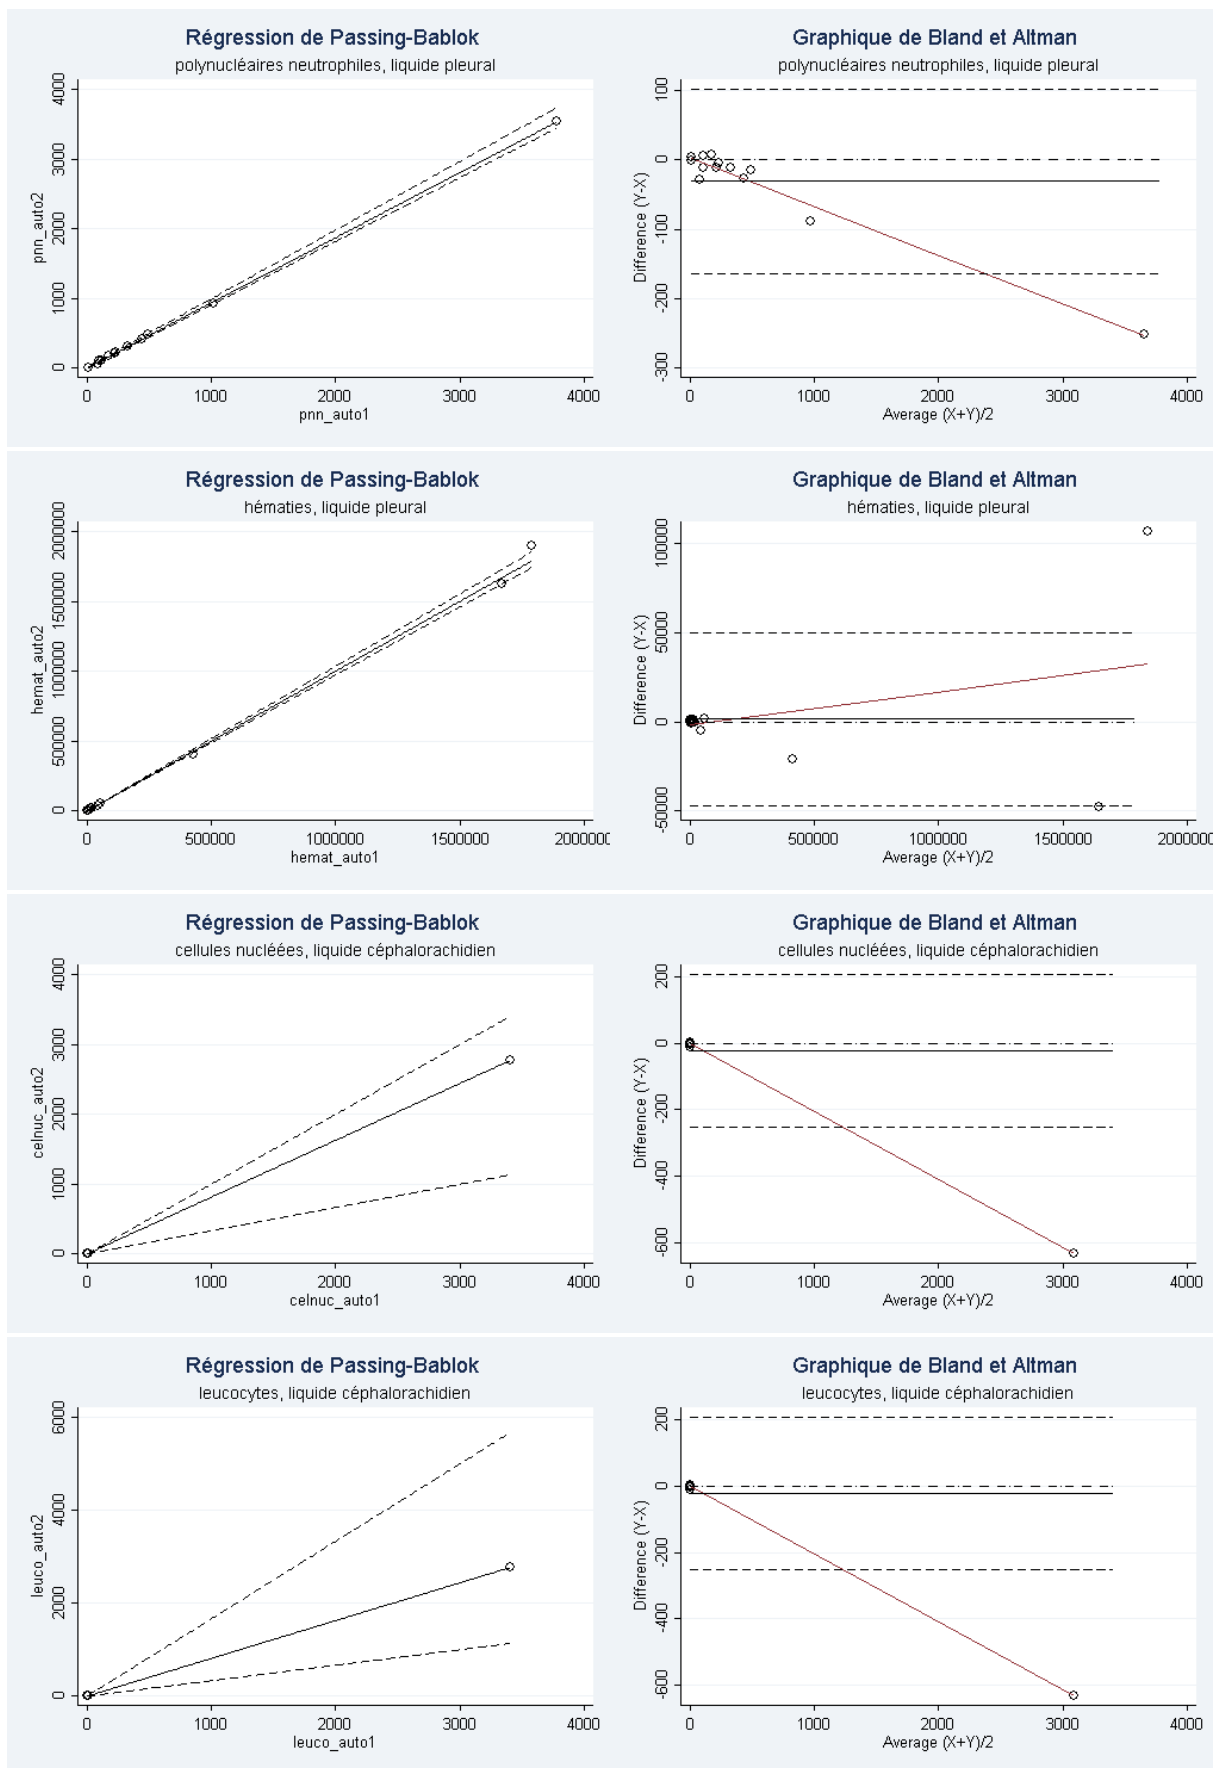 Régression de Passing-Bablok
polynucléaires neutrophiles, liquide pleural
pnn_auto2
0 1000 2000 3000 4000
0 1000 2000 3000 4000
pnn_auto1
Graphique de Bland et Altman
polynucléaires neutrophiles, liquide pleural
Difference (Y-X)
-300 -200 -100 0 100
0 1000 2000 3000 4000
Average (X+Y)/2
Régression de Passing-Bablok
hématies, liquide pleural
hemat_auto2
0 500000 1000000 1500000 2000000
0 500000 1000000 1500000 2000000
hemat_auto1
Graphique de Bland et Altman
hématies, liquide pleural
Difference (Y-X)
-50000 0 50000 100000
0 500000 1000000 1500000 2000000
Average (X+Y)/2
Régression de Passing-Bablok
cellules nucléées, liquide céphalorachidien
celnuc_auto2
0 1000 2000 3000 4000
0 1000 2000 3000 4000
celnuc_auto1
Graphique de Bland et Altman
cellules nucléées, liquide céphalorachidien
Difference (Y-X)
-600 -400 -200 0 200
0 1000 2000 3000 4000
Average (X+Y)/2
Régression de Passing-Bablok
leucocytes, liquide céphalorachidien
leuco_auto2
0 2000 4000 6000
0 1000 2000 3000 4000
leuco_auto1
Graphique de Bland et Altman
leucocytes, liquide céphalorachidien
Difference (Y-X)
-600 -400 -200 0 200
0 1000 2000 3000 4000
Average (X+Y)/2